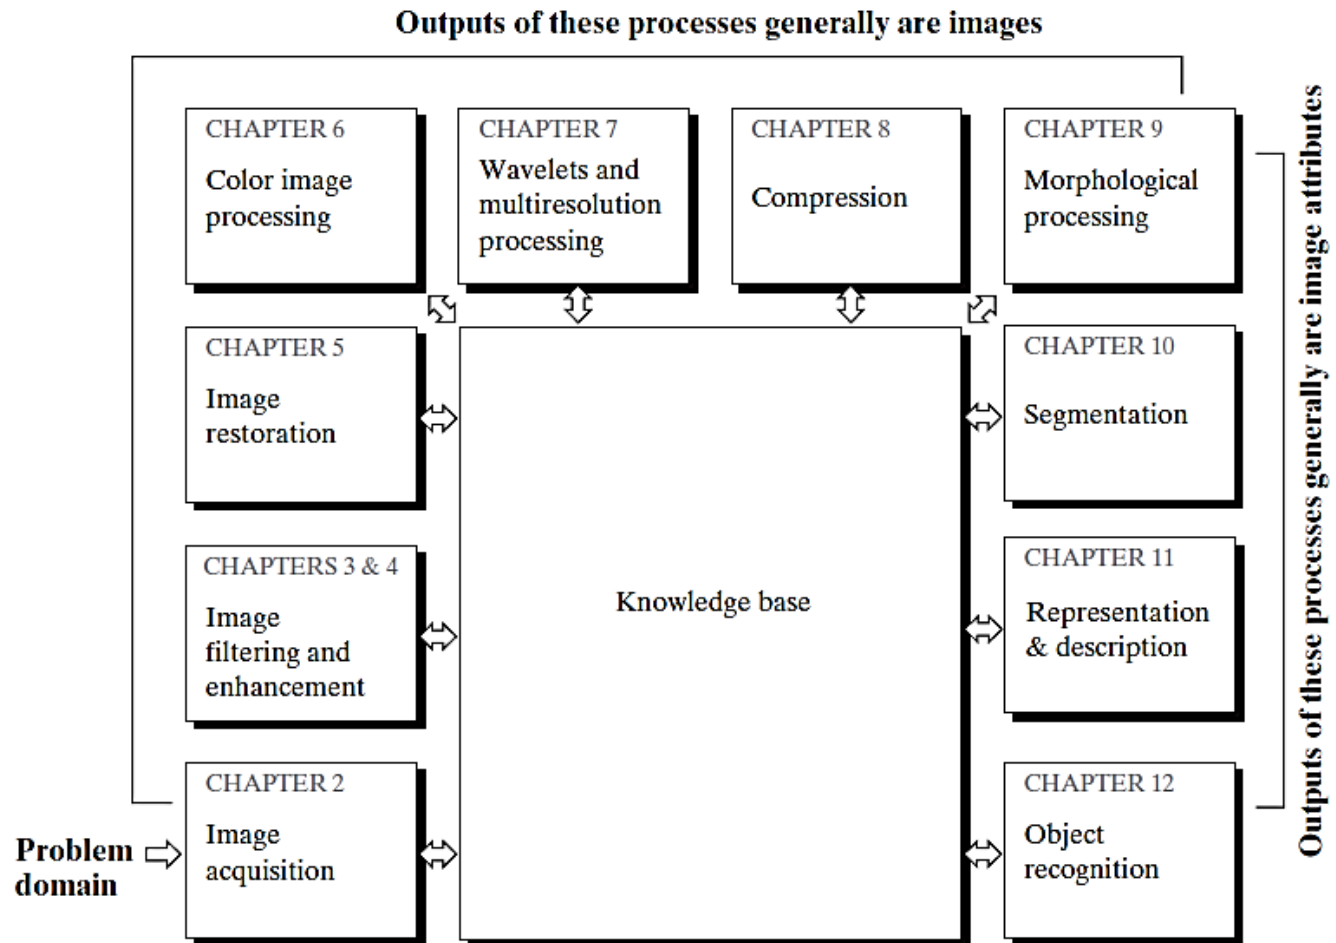 Outputs of these processes generally are images
CHAPTER 6
Color image
processing
CHAPTER 7
Wavelets and
multiresolution
processing
CHAPTER 8
Compression
CHAPTER 9
Morphological
processing
CHAPTER 5
Image
restoration
CHAPTER 10
Segmentation
CHAPTERS 3 & 4
Image
filtering and
enhancement
Knowledge base
CHAPTER 11
Representation
& description
CHAPTER 2
Image
acquisition
CHAPTER 12
Object
recognition
Problem
domain
Outputs of these processes generally are image attributes